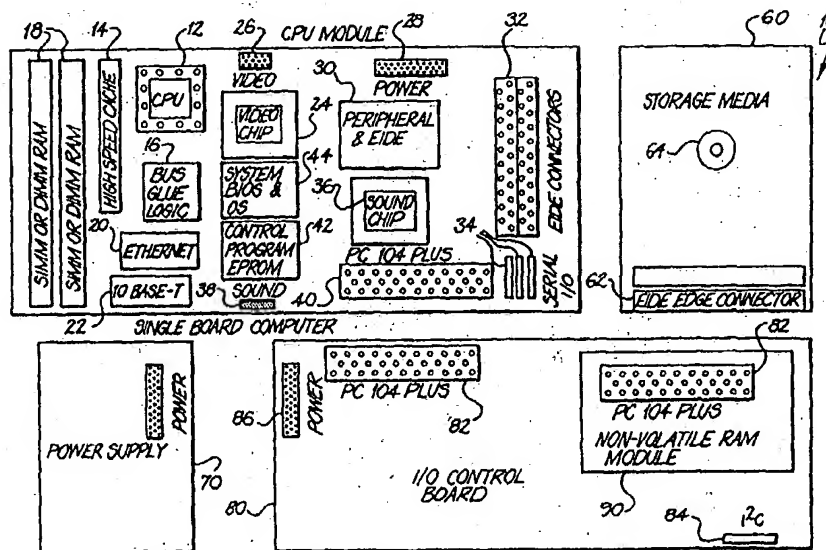 CPU MODULE
18
14
12
26
28
32
60
SIMM OR DIMM RAM
SIMM OR DIMM RAM
HIGH SPEED CACHE
CPU
VIDEO
POWER
30
EIDE CONNECTORS
STORAGE MEDIA
64
VIDEO
CHIP
24
PERIPHERAL
& EIDE
16
BUS
GLUE
LOGIC
SYSTEM
BIOS &
OS
44
36
SOUND
CHIP
20
ETHERNET
CONTROL
PROGRAM
EPROM
42
34
PC 104 PLUS
SERIAL
I/O
22
10 BASE-T
SOUND
38
40
62
EIDE EDGE CONNECTOR
SINGLE BOARD COMPUTER
POWER
POWER SUPPLY
70
86
POWER
PC 104 PLUS
82
82
PC 104 PLUS
NON-VOLATILE RAM
MODULE
I/O CONTROL
BOARD
80
90
84
I²C